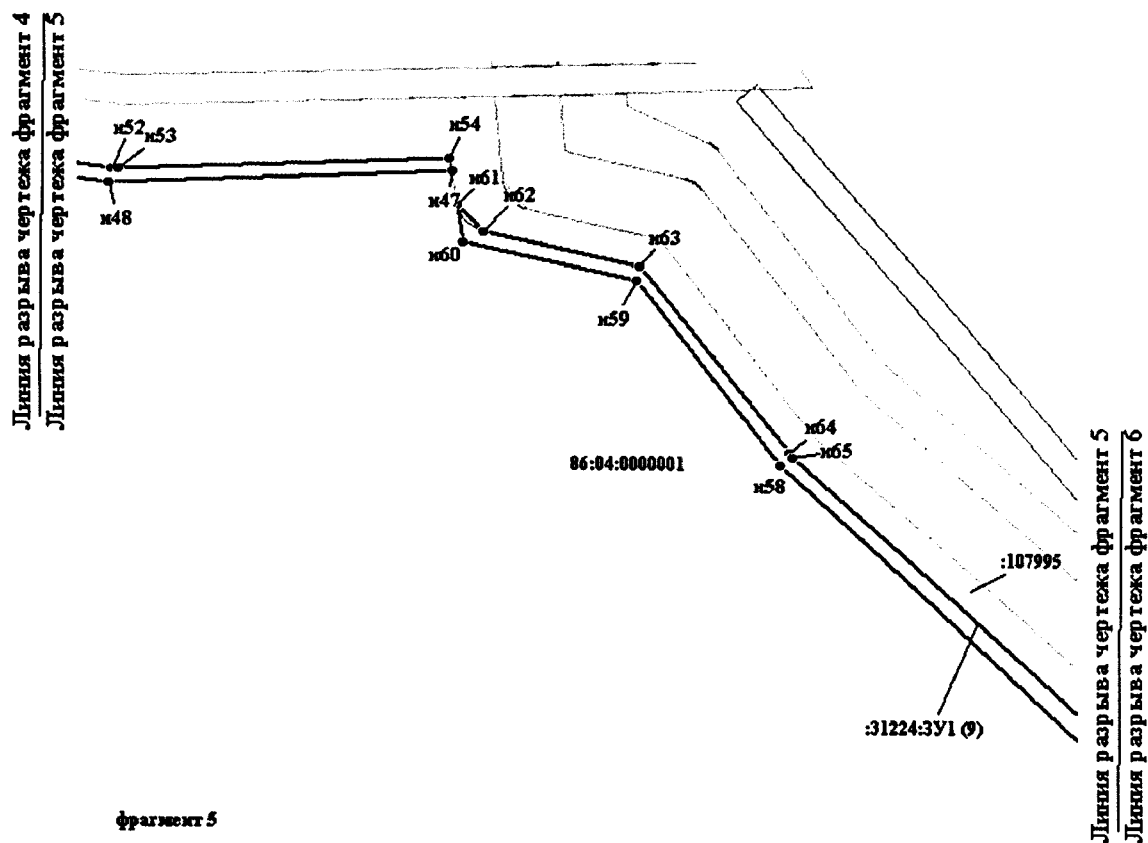 Линия разрыва чертежа фрагмент 4
Линия разрыва чертежа фрагмент 5
н52
н53
н54
н48
н47
н61
н62
н60
н63
н59
н64
н65
86:04:0000001
н58
:107995
:31224:ЗУ1 (9)
Линия разрыва чертежа фрагмент 5
Линия разрыва чертежа фрагмент 6
фрагмент 5